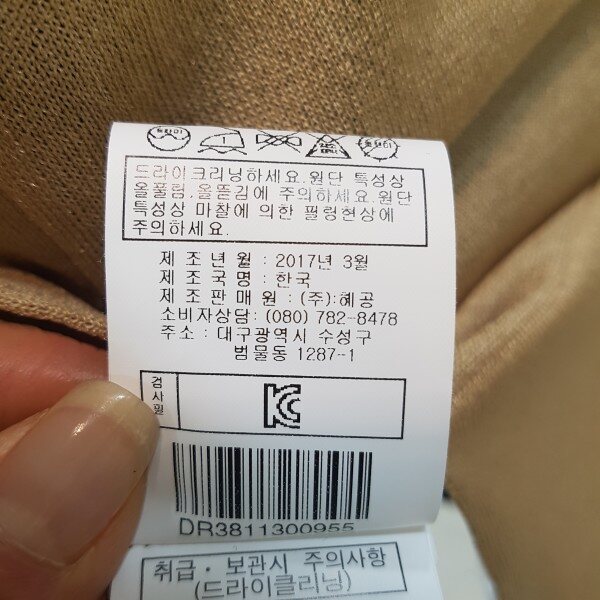 드라이크리닝하세요.원단 특성상
올풀림,올뜯김에 주의하세요.원단
특성상 마찰에 의한 필링현상에
주의하세요.
제 조 년 월 : 2017년 3월
제 조 국 명 : 한국
제 조 판 매 원 : (주):혜공
소비자상담: (080) 782-8478
주소 : 대구광역시 수성구
범물동 1287-1
검사필
KC
DR3811300955
취급·보관시 주의사항
(드라이클리닝)